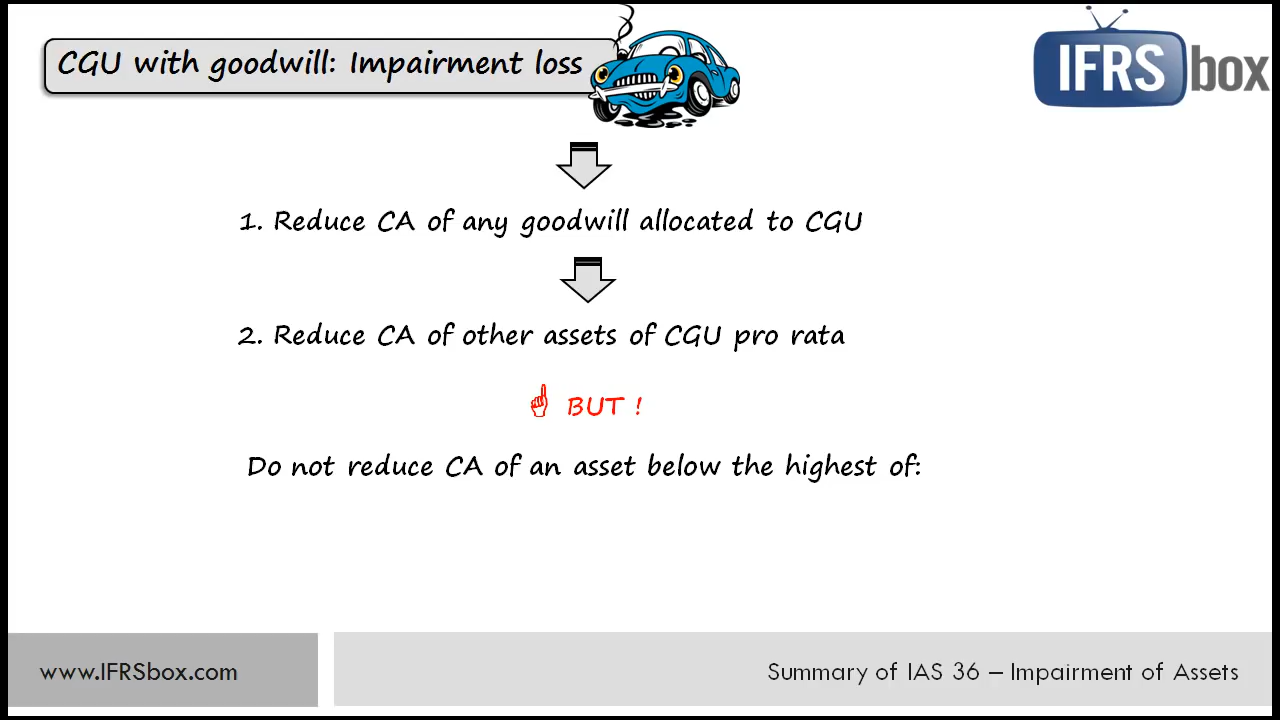 CGU with goodwill: Impairment loss
IFRS box
1. Reduce CA of any goodwill allocated to CGU
2. Reduce CA of other assets of CGU pro rata
BUT !
Do not reduce CA of an asset below the highest of:
www.IFRSbox.com
Summary of IAS 36 – Impairment of Assets